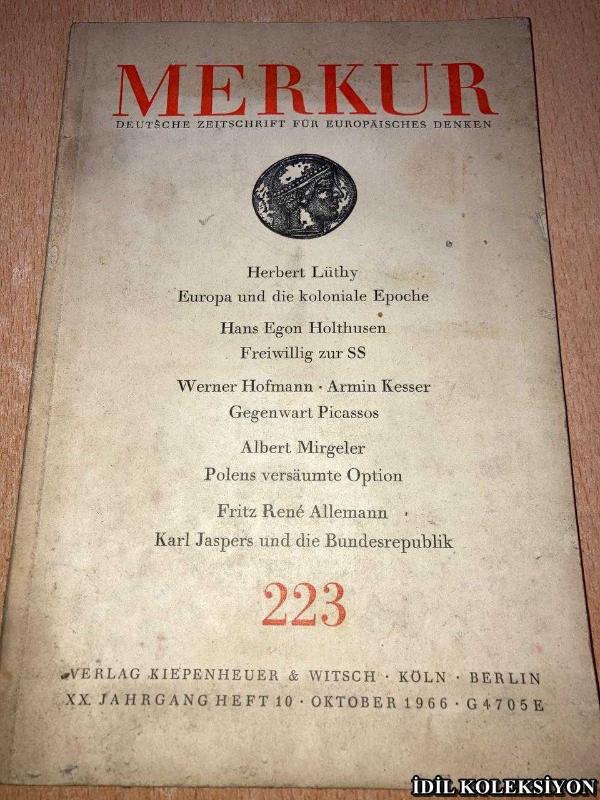 MERKUR
DEUTSCHE ZEITSCHRIFT FÜR EUROPÄISCHES DENKEN
Herbert Lüthy
Europa und die koloniale Epoche
Hans Egon Holthusen
Freiwillig zur SS
Werner Hofmann · Armin Kesser
Gegenwart Picassos
Albert Mirgeler
Polens versäumte Option
Fritz René Allemann
Karl Jaspers und die Bundesrepublik
223
VERLAG KIEPENHEUER & WITSCH · KÖLN · BERLIN
XX. JAHRGANG HEFT 10 · OKTOBER 1966 · G 4705 E
İDİL KOLEKSİYON